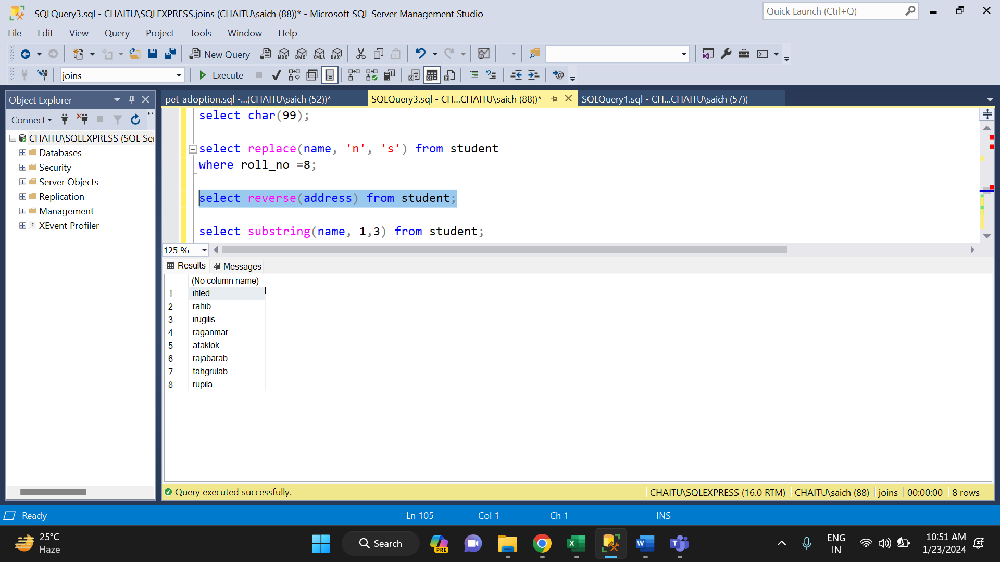 SQLQuery3.sql - CHAITU\SQLEXPRESS.joins (CHAITU\saich (88))* - Microsoft SQL Server Management Studio
Quick Launch (Ctrl+Q)
File Edit View Query Project Tools Window Help
New Query MDX DMX XMLA DAX
joins Execute
Object Explorer
pet_adoption.sql -...(CHAITU\saich (52))* SQLQuery3.sql - CH...CHAITU\saich (88))* SQLQuery1.sql - CH...CHAITU\saich (57))
Connect
CHAITU\SQLEXPRESS (SQL Ser
Databases
Security
Server Objects
Replication
Management
XEvent Profiler
select char(99);
select replace(name, 'n', 's') from student
where roll_no =8;
select reverse(address) from student;
select substring(name, 1,3) from student;
125 %
Results Messages
(No column name)
1 ihled
2 rahib
3 irugilis
4 raganmar
5 ataklok
6 rajabarab
7 tahgrulab
8 rupila
Query executed successfully. CHAITU\SQLEXPRESS (16.0 RTM) CHAITU\saich (88) joins 00:00:00 8 rows
Ready Ln 105 Col 1 Ch 1 INS
25°C
Haze
Search
PRE
ENG
IN
10:51 AM
1/23/2024